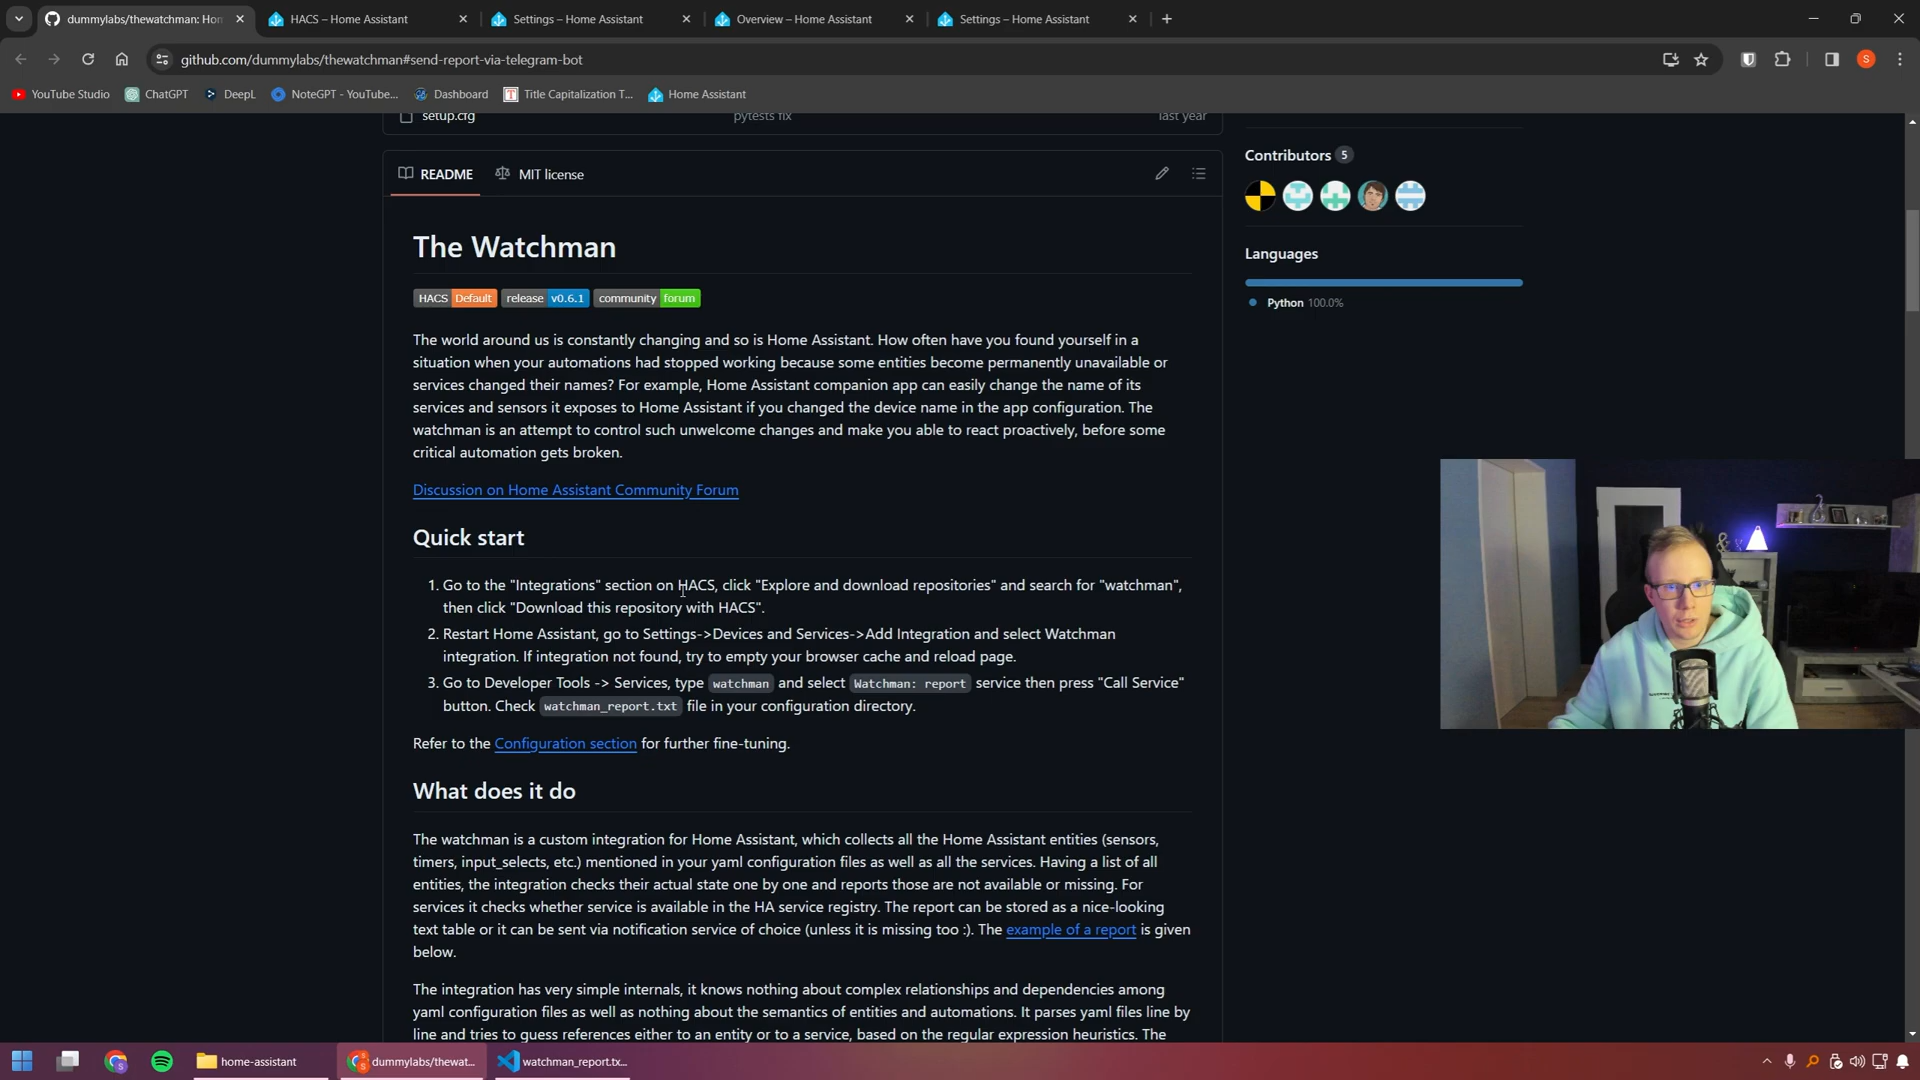 dummylabs/thewatchman: Hom
HACS – Home Assistant
Settings – Home Assistant
Overview – Home Assistant
Settings – Home Assistant
github.com/dummylabs/thewatchman#send-report-via-telegram-bot
S
YouTube Studio
ChatGPT
DeepL
NoteGPT - YouTube...
Dashboard
T
Title Capitalization T...
Home Assistant
setup.cfg
pytests fix
last year
README
MIT license
Contributors 5
The Watchman
Languages
HACS Default
release v0.6.1
community forum
Python 100.0%
The world around us is constantly changing and so is Home Assistant. How often have you found yourself in a
situation when your automations had stopped working because some entities become permanently unavailable or
services changed their names? For example, Home Assistant companion app can easily change the name of its
services and sensors it exposes to Home Assistant if you changed the device name in the app configuration. The
watchman is an attempt to control such unwelcome changes and make you able to react proactively, before some
critical automation gets broken.
Discussion on Home Assistant Community Forum
Quick start
1. Go to the "Integrations" section on HACS, click "Explore and download repositories" and search for "watchman",
then click "Download this repository with HACS".
2. Restart Home Assistant, go to Settings->Devices and Services->Add Integration and select Watchman
integration. If integration not found, try to empty your browser cache and reload page.
3. Go to Developer Tools -> Services, type watchman and select Watchman: report service then press "Call Service"
button. Check watchman_report.txt file in your configuration directory.
Refer to the Configuration section for further fine-tuning.
What does it do
The watchman is a custom integration for Home Assistant, which collects all the Home Assistant entities (sensors,
timers, input_selects, etc.) mentioned in your yaml configuration files as well as all the services. Having a list of all
entities, the integration checks their actual state one by one and reports those are not available or missing. For
services it checks whether service is available in the HA service registry. The report can be stored as a nice-looking
text table or it can be sent via notification service of choice (unless it is missing too :). The example of a report is given
below.
The integration has very simple internals, it knows nothing about complex relationships and dependencies among
yaml configuration files as well as nothing about the semantics of entities and automations. It parses yaml files line by
line and tries to guess references either to an entity or to a service, based on the regular expression heuristics. The
home-assistant
dummylabs/thewat...
watchman_report.tx...